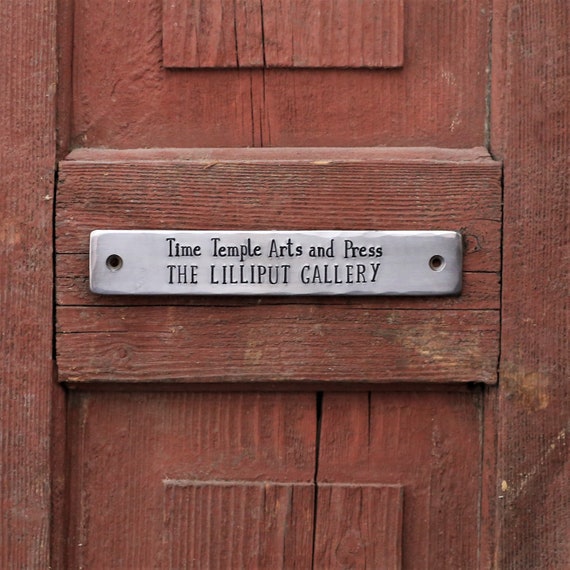 Time Temple Arts and Press
THE LILLIPUT GALLERY